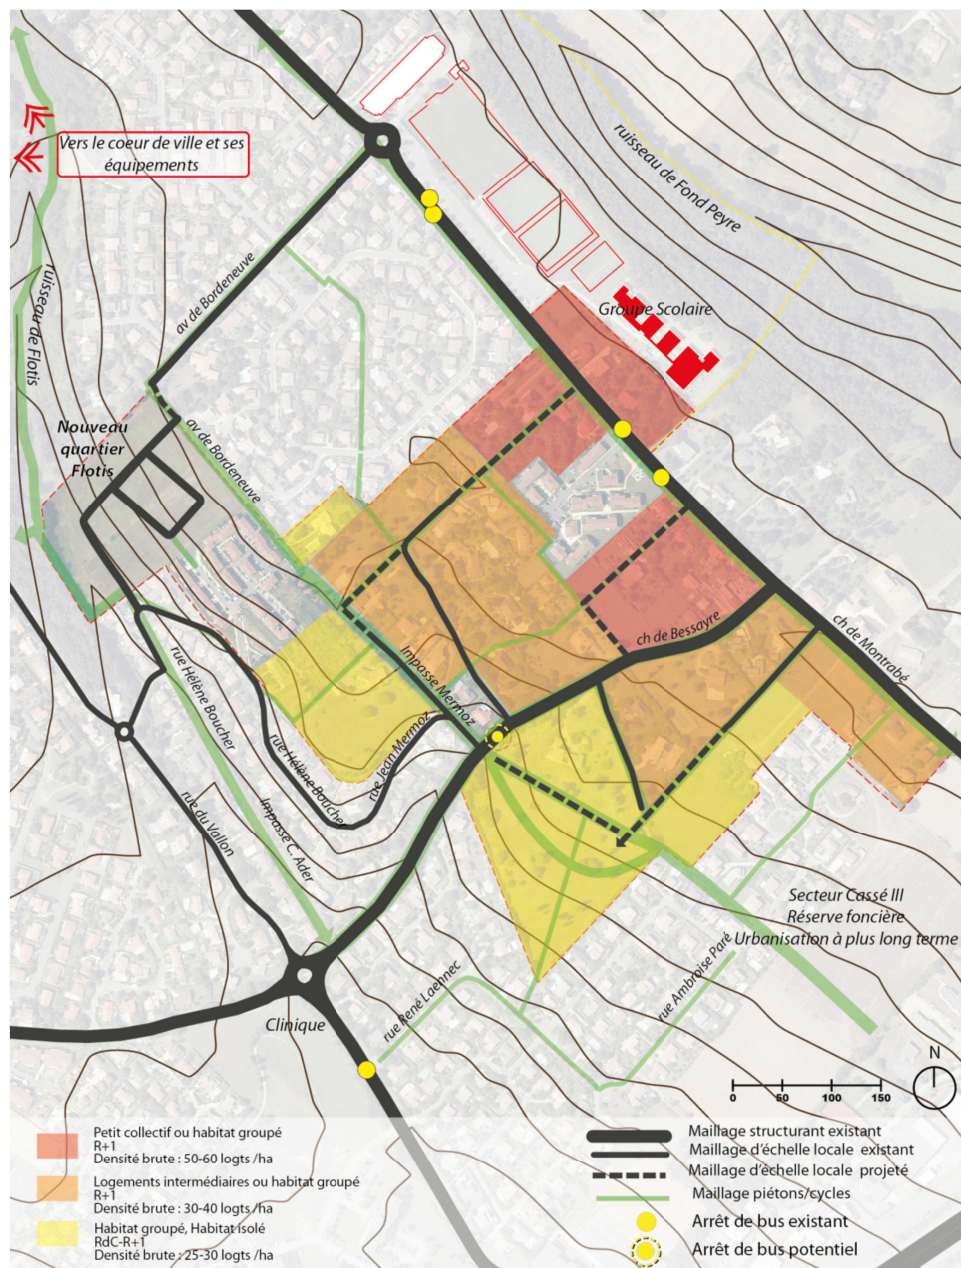 Vers le coeur de ville et ses
équipements
ruisseau de Fond Peyre
av de Bordeneuve
ruisseau de Flotis
Groupe Scolaire
Nouveau
quartier
Flotis
av de Bordeneuve
ch de Bessayre
ch de Montrabé
Impasse Mermoz
rue Hélène Boucher
rue Jean Mermoz
rue Hélène Boucher
rue du Vallon
Impasse C. Ader
Secteur Cassé III
Réserve foncière
Urbanisation à plus long terme
rue René Laennec
rue Ambroise Paré
Clinique
N
0 50 100 150
Petit collectif ou habitat groupé
R+1
Densité brute : 50-60 logts /ha
Logements intermédiaires ou habitat groupé
R+1
Densité brute : 30-40 logts /ha
Habitat groupé, Habitat isolé
RdC-R+1
Densité brute : 25-30 logts /ha
Maillage structurant existant
Maillage d'échelle locale existant
Maillage d'échelle locale projeté
Maillage piétons/cycles
Arrêt de bus existant
Arrêt de bus potentiel